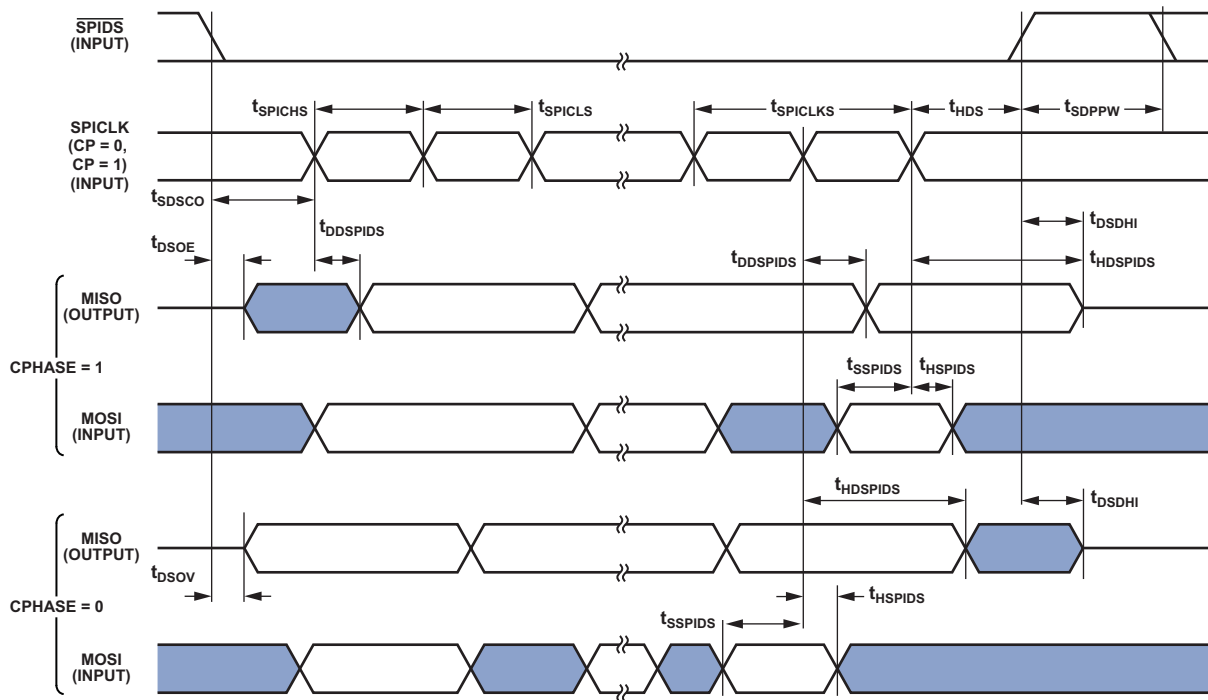 SPIDS
(INPUT)
tSPICHS
tSPICLS
tSPICLKS
tHDS
tSDPPW
SPICLK
(CP = 0,
CP = 1)
(INPUT)
tSDSCO
tDDSPIDS
tDSDHI
tDSOE
tDDSPIDS
tHDSPIDS
MISO
(OUTPUT)
CPHASE = 1
tSSPIDS
tHSPIDS
MOSI
(INPUT)
tHDSPIDS
tDSDHI
MISO
(OUTPUT)
tDSOV
CPHASE = 0
tHSPIDS
tSSPIDS
MOSI
(INPUT)